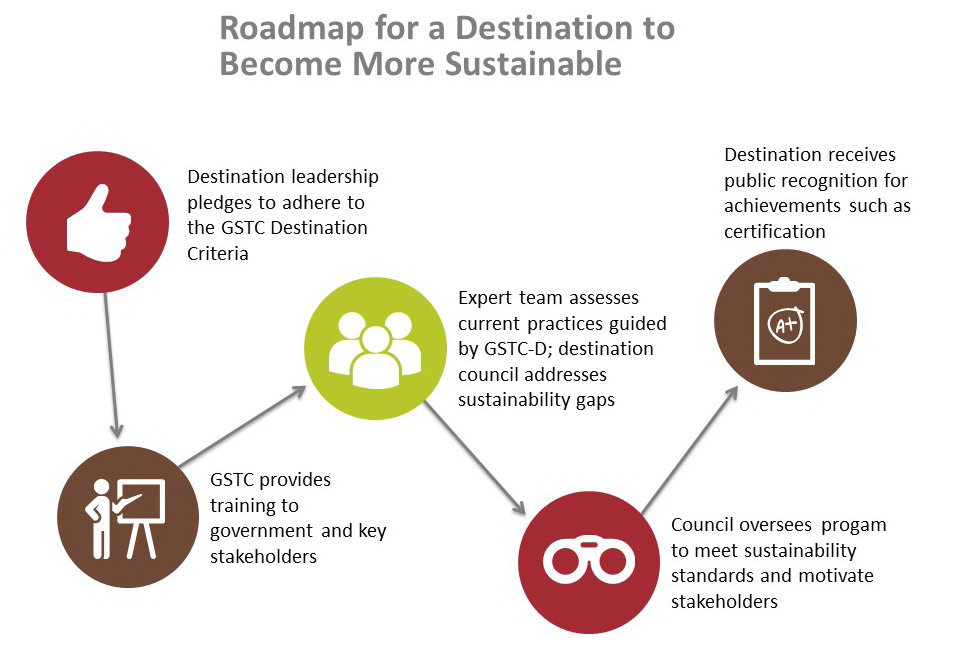 Roadmap for a Destination to
Become More Sustainable
Destination leadership
pledges to adhere to
the GSTC Destination
Criteria
GSTC provides
training to
government and key
stakeholders
Expert team assesses
current practices guided
by GSTC-D; destination
council addresses
sustainability gaps
Council oversees progam
to meet sustainability
standards and motivate
stakeholders
Destination receives
public recognition for
achievements such as
certification
A+